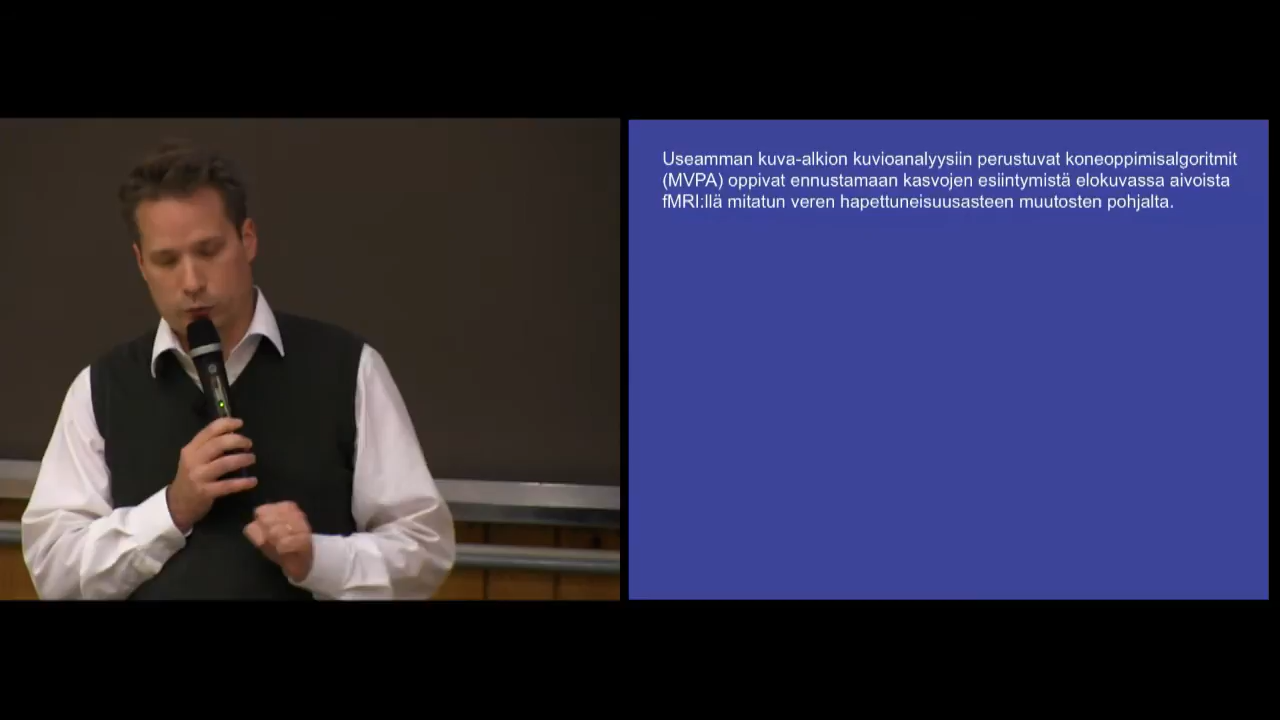 Useamman kuva-alkion kuvioanalyysiin perustuvat koneoppimisalgoritmit
(MVPA) oppivat ennustamaan kasvojen esiintymistä elokuvassa aivoista
fMRI:llä mitatun veren hapettuneisuusasteen muutosten pohjalta.